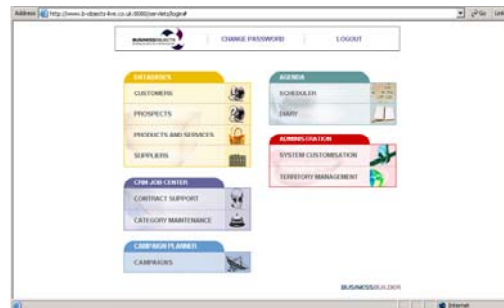 Address http://www.b-objects-live.co.uk:8080/servlet/login# Go
BUSINESSOBJECTS
CHANGE PASSWORD LOGOUT
DATABASES
CUSTOMERS
PROSPECTS
PRODUCTS AND SERVICES
SUPPLIERS
CRM JOB CENTER
CONTRACT SUPPORT
CATEGORY MAINTENANCE
CAMPAIGN PLANNER
CAMPAIGNS
AGENDA
SCHEDULER
DIARY
ADMINISTRATION
SYSTEM CUSTOMISATION
TERRITORY MANAGEMENT
BUSINESSBUILDER
Internet